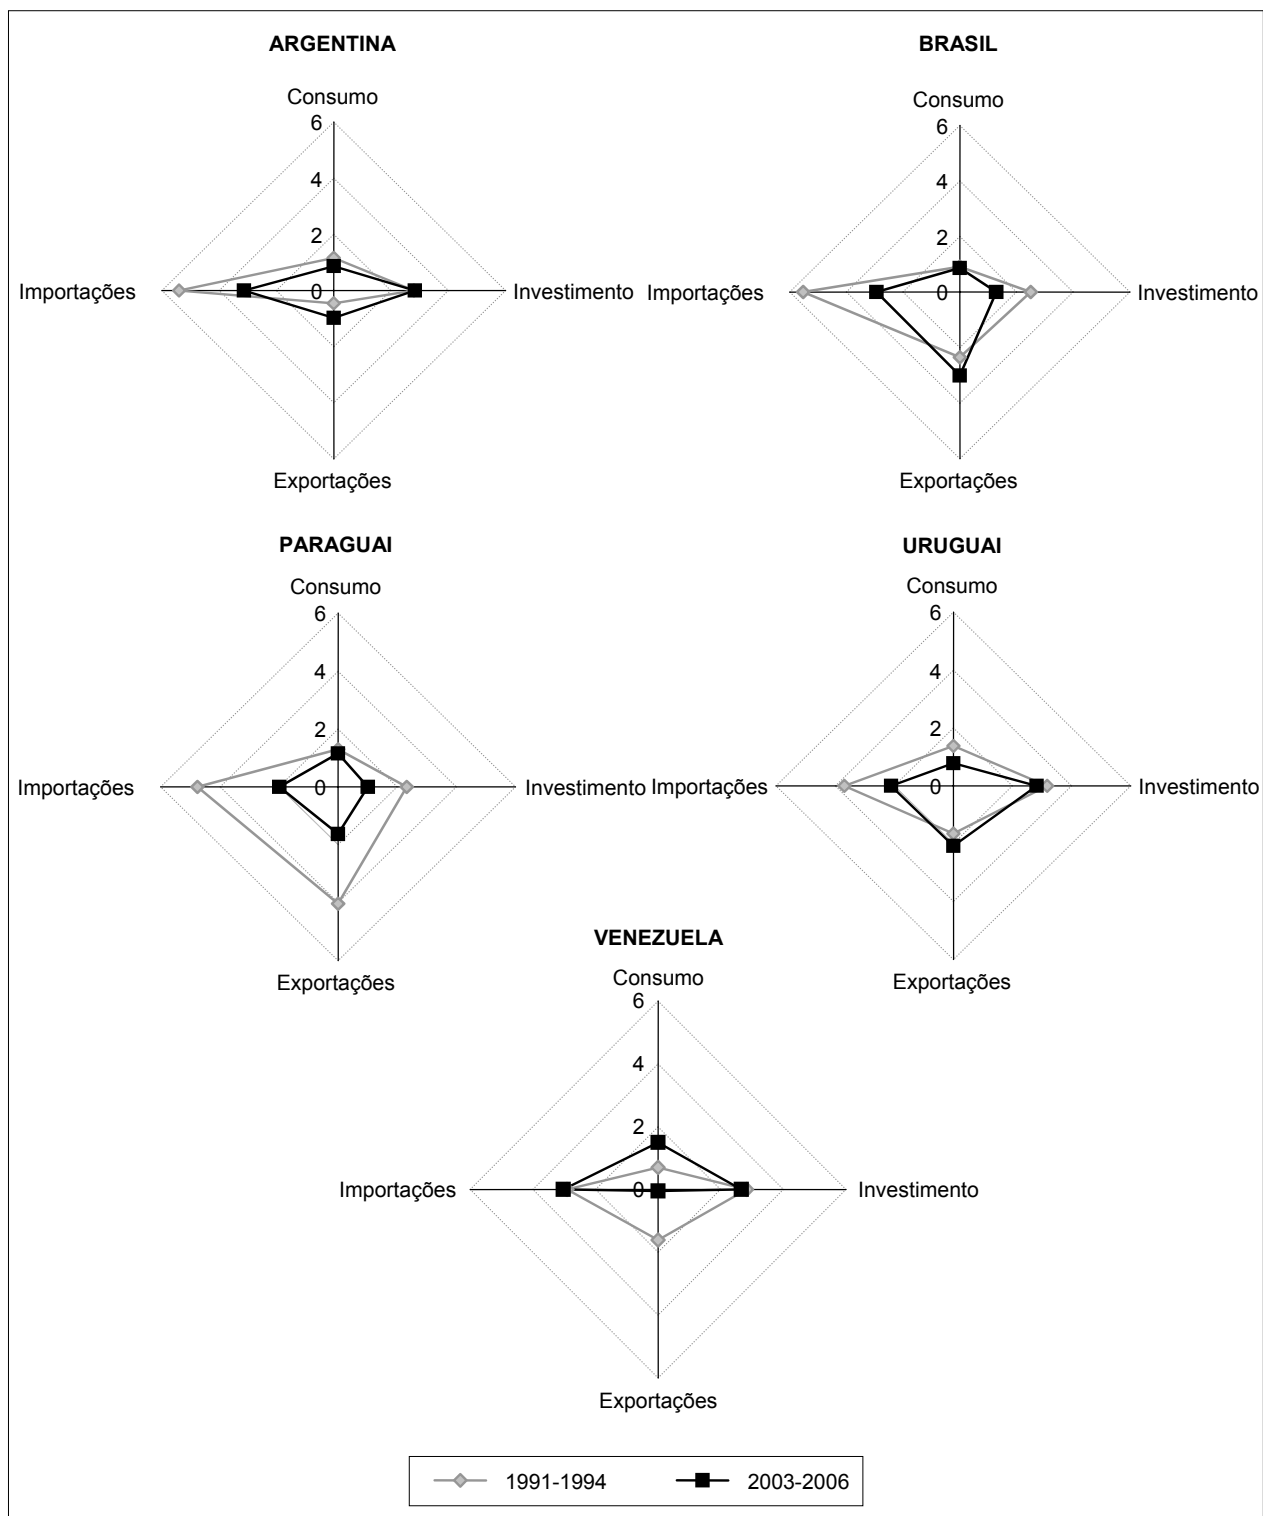 ARGENTINA
Consumo
6
4
2
0
Importações
Investimento
Exportações
BRASIL
Consumo
6
4
2
0
Importações
Investimento
Exportações
PARAGUAI
Consumo
6
4
2
0
Importações
Investimento
Exportações
URUGUAI
Consumo
6
4
2
0
Importações
Investimento
Exportações
VENEZUELA
Consumo
6
4
2
0
Importações
Investimento
Exportações
1991-1994
2003-2006